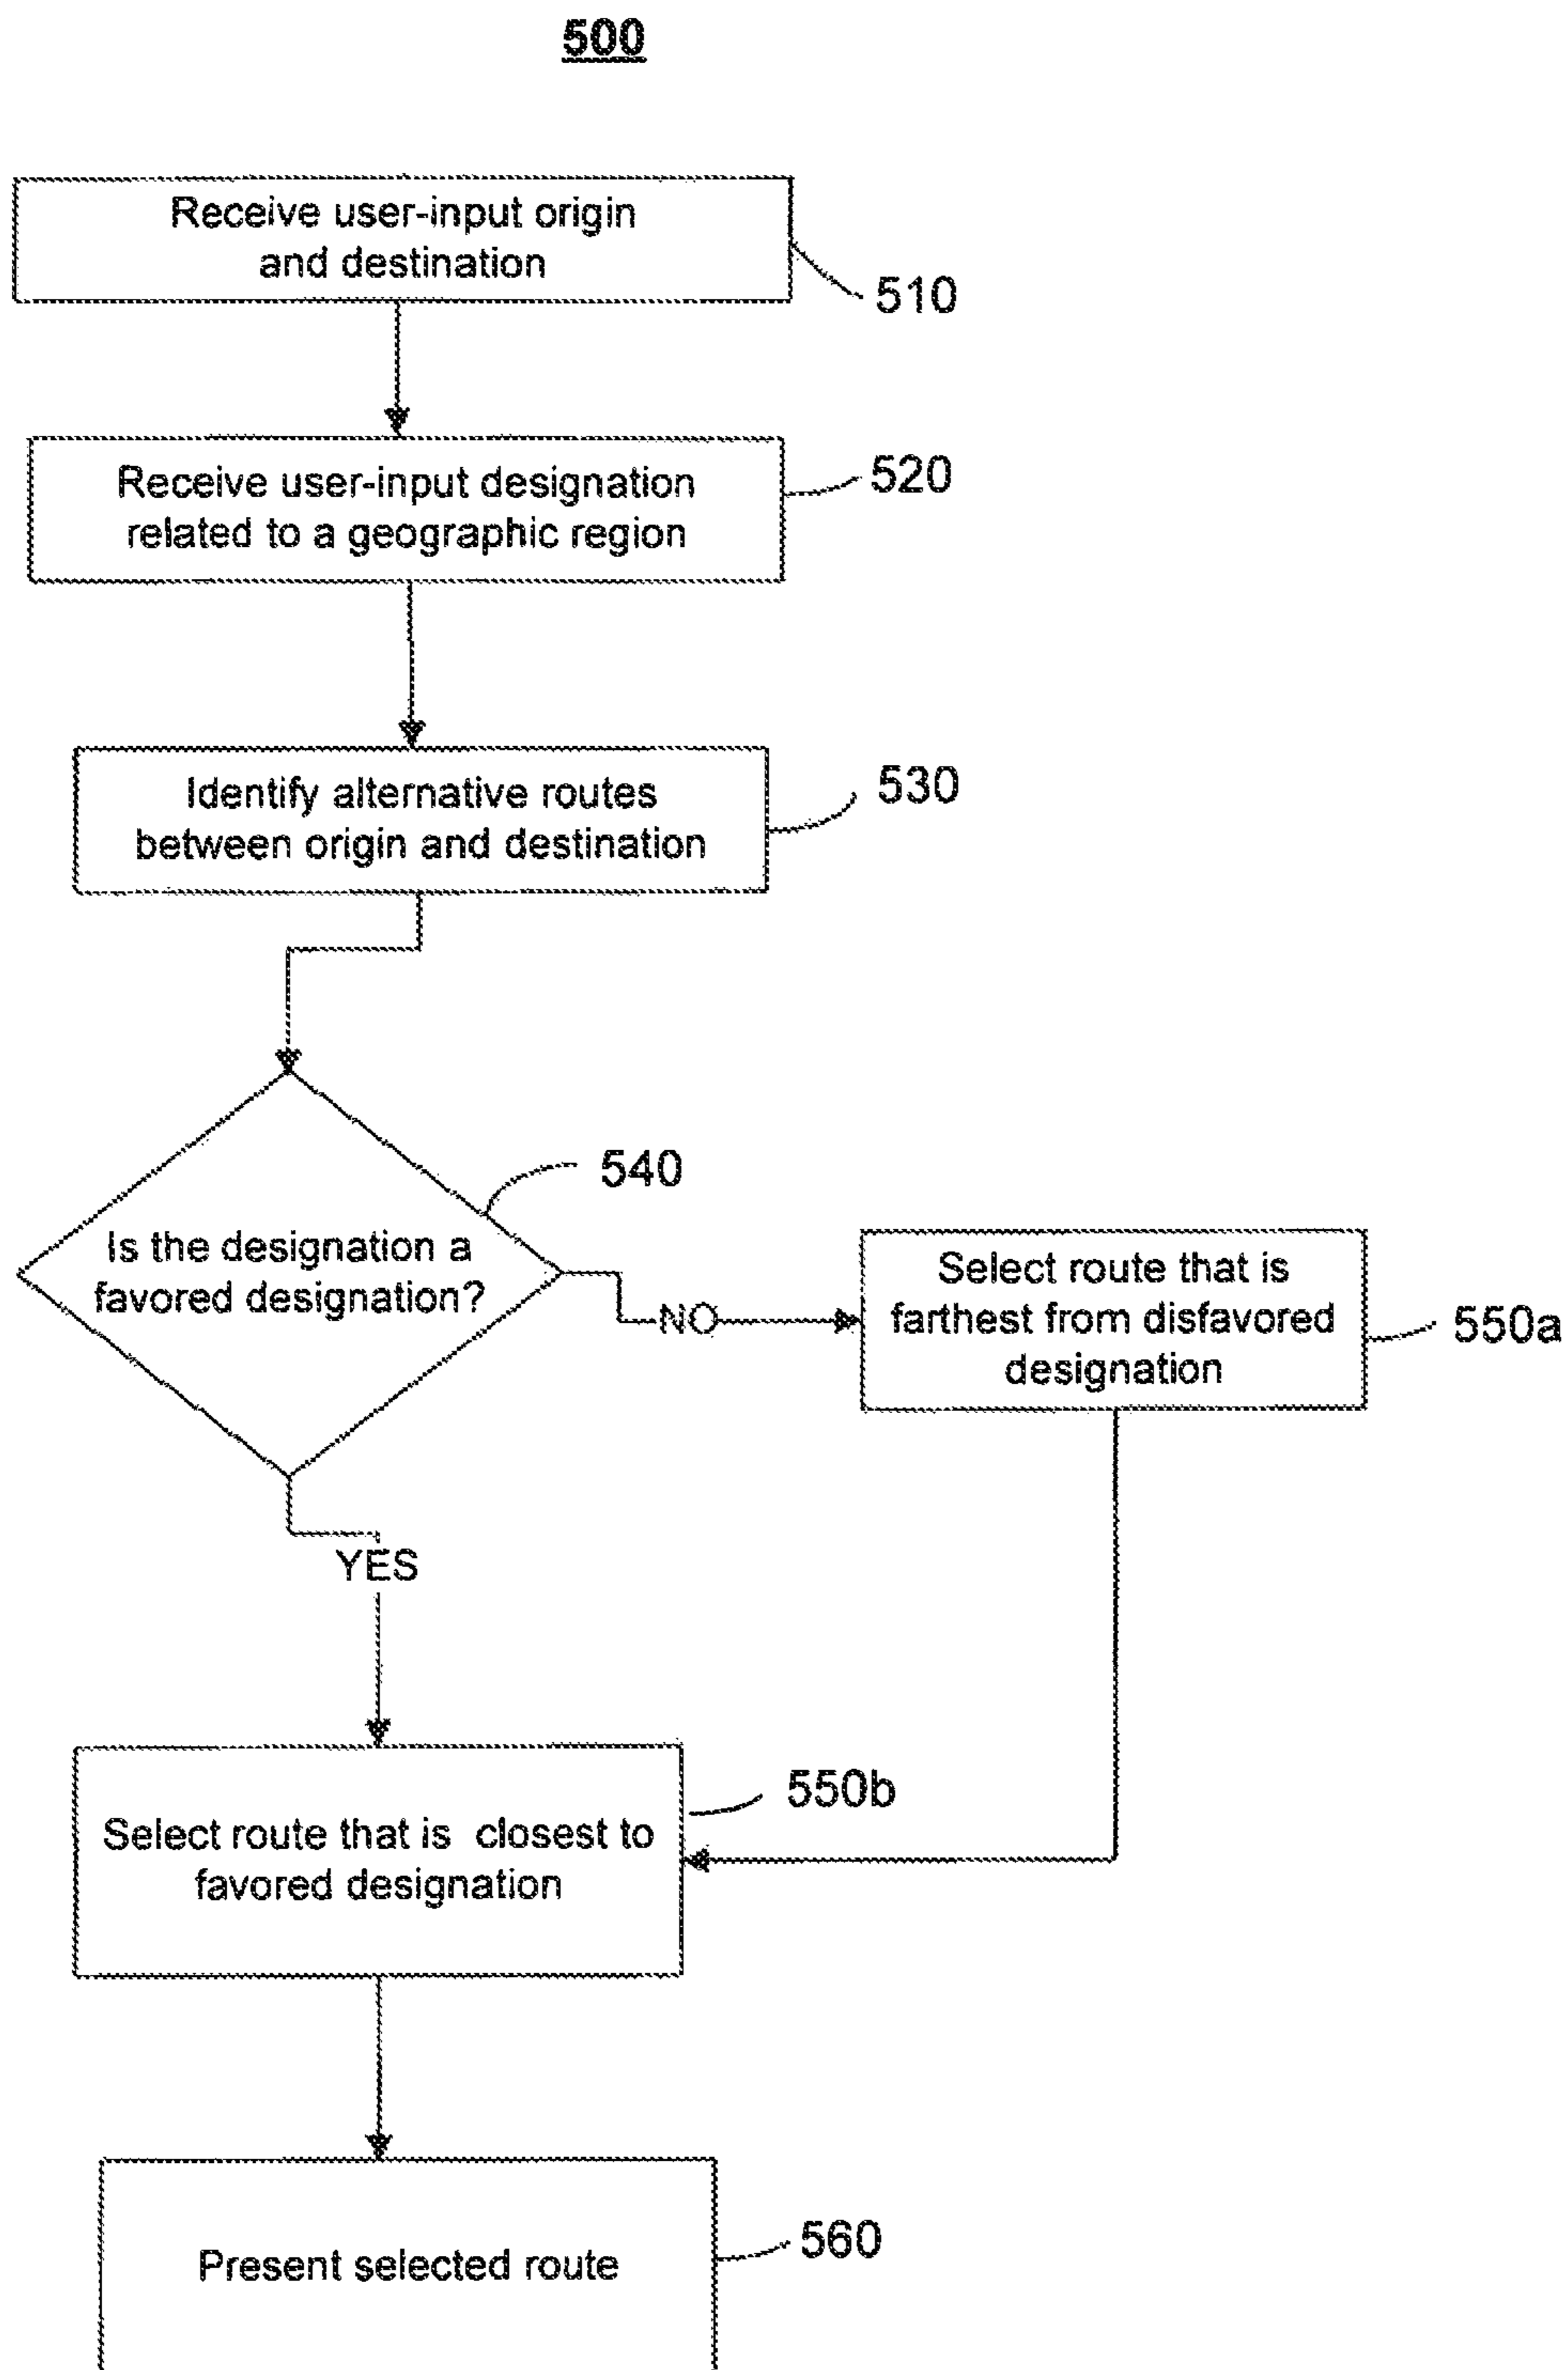 500
Receive user-input origin
and destination
510
Receive user-input designation
related to a geographic region
520
Identify alternative routes
between origin and destination
530
540
Is the designation a
favored designation?
NO
Select route that is
farthest from disfavored
designation
550a
YES
550b
Select route that is closest to
favored designation
Present selected route
560